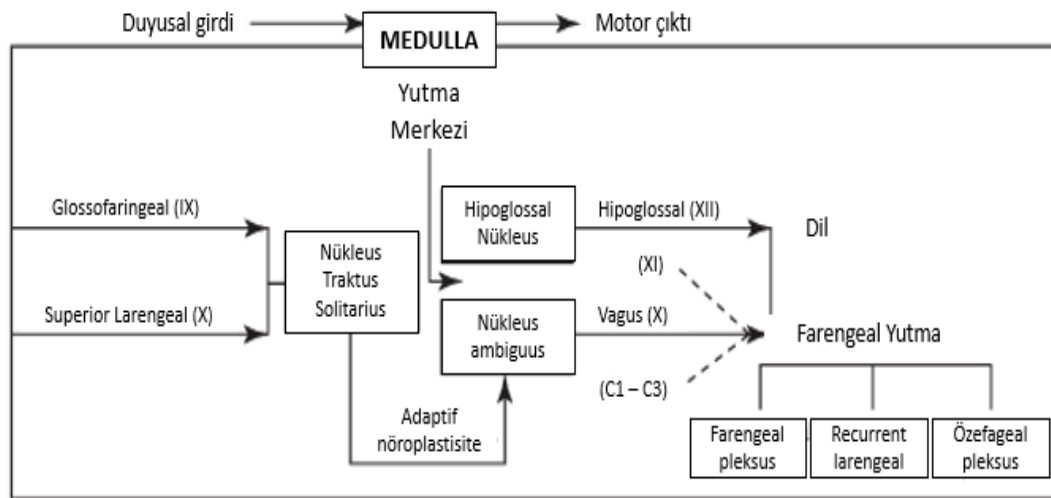 Duyusal girdi
MEDULLA
Motor çıktı
Yutma
Merkezi
Glossofaringeal (IX)
Superior Larengeal (X)
Nükleus
Traktus
Solitarius
Hipoglossal
Nükleus
Hipoglossal (XII)
Dil
(XI)
Nükleus
ambiguus
Vagus (X)
Farengeal Yutma
(C1 – C3)
Adaptif
nöroplastisite
Farengeal
pleksus
Recurrent
larengeal
Özefageal
pleksus